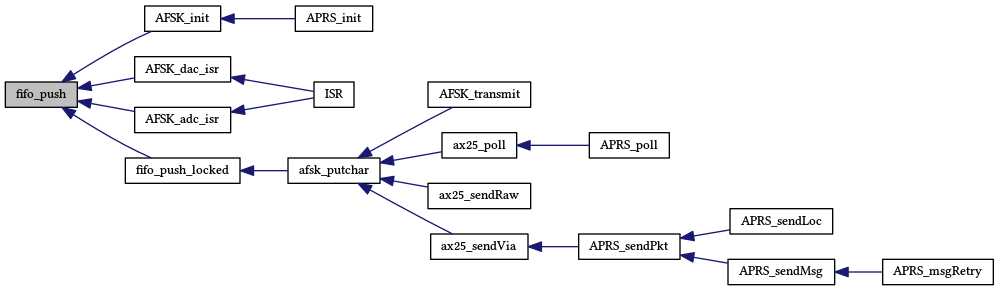 AFSK_init
APRS_init
AFSK_dac_isr
fifo_push
ISR
AFSK_transmit
AFSK_adc_isr
ax25_poll
APRS_poll
fifo_push_locked
afsk_putchar
ax25_sendRaw
APRS_sendLoc
ax25_sendVia
APRS_sendPkt
APRS_sendMsg
APRS_msgRetry